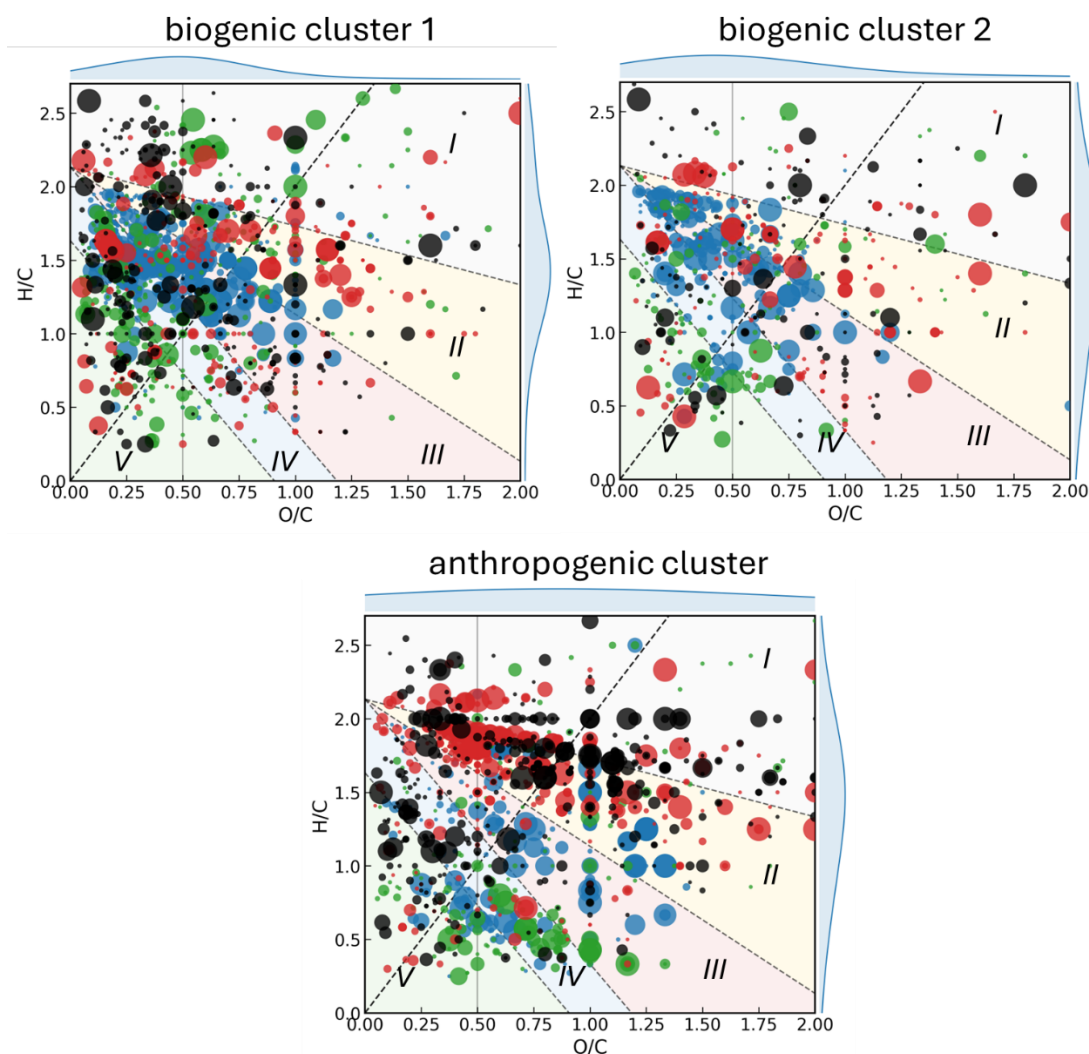 biogenic cluster 1
2.5
2.0
1.5
1.0
0.5
0.0
H/C
I
II
III
IV
V
0.00 0.25 0.50 0.75 1.00 1.25 1.50 1.75 2.00
O/C
biogenic cluster 2
2.5
2.0
1.5
1.0
0.5
0.0
H/C
I
II
III
IV
V
0.00 0.25 0.50 0.75 1.00 1.25 1.50 1.75 2.00
O/C
anthropogenic cluster
2.5
2.0
1.5
1.0
0.5
0.0
H/C
I
II
III
IV
V
0.00 0.25 0.50 0.75 1.00 1.25 1.50 1.75 2.00
O/C